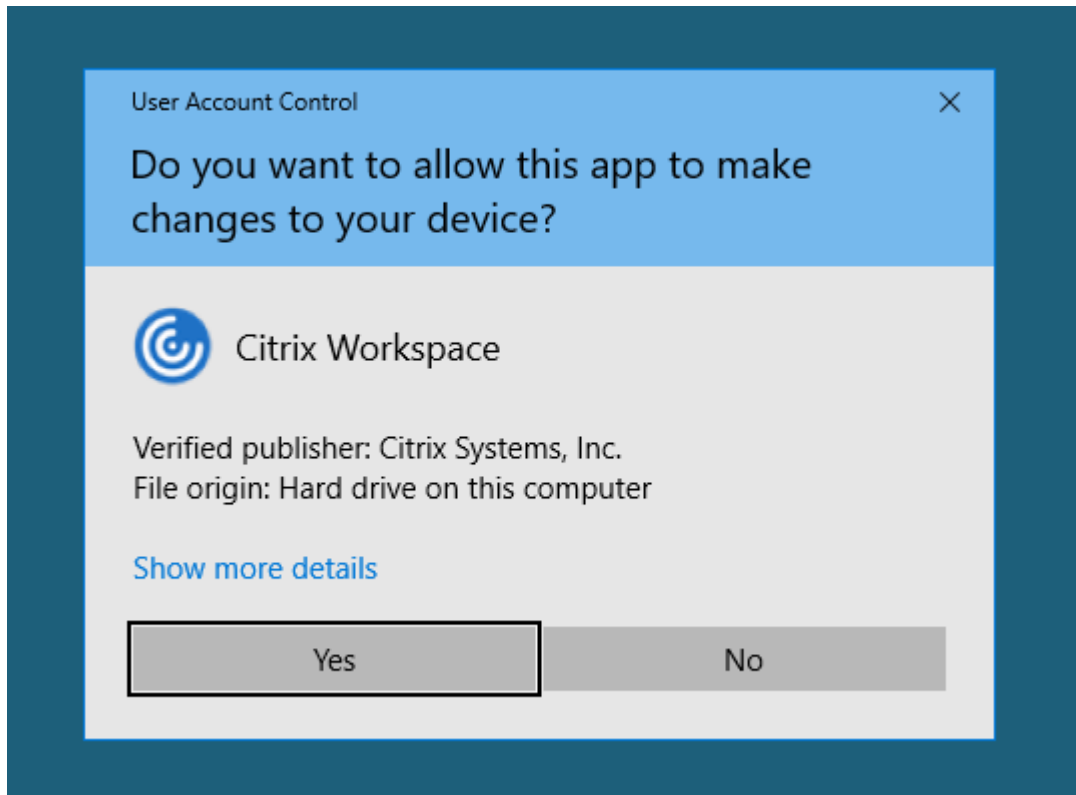 User Account Control
Do you want to allow this app to make
changes to your device?
Citrix Workspace
Verified publisher: Citrix Systems, Inc.
File origin: Hard drive on this computer
Show more details
Yes
No